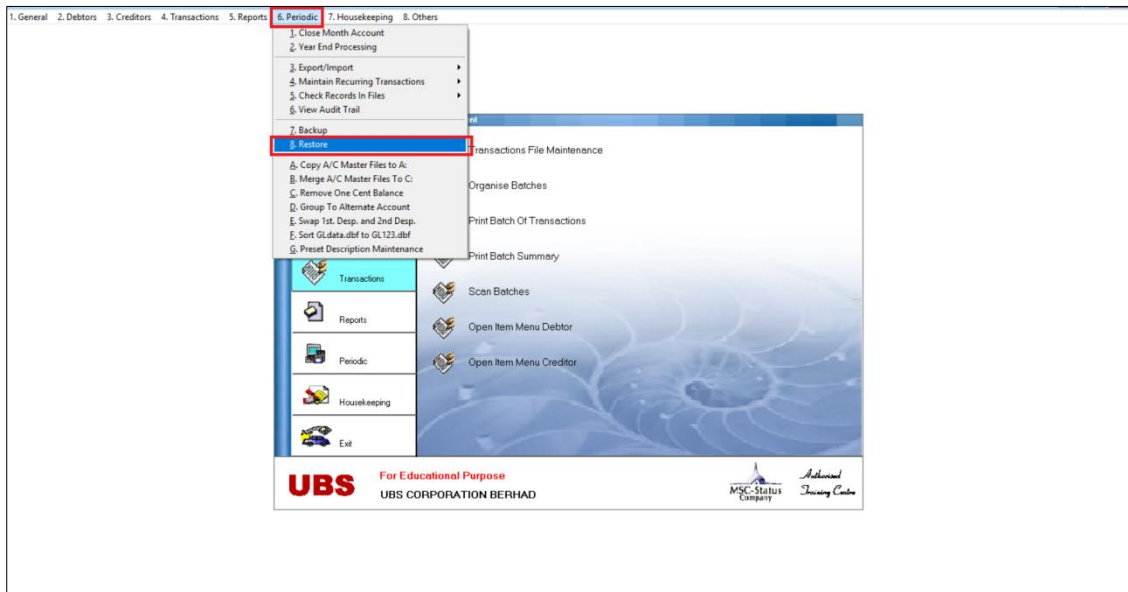 1. General 2. Debtors 3. Creditors 4. Transactions 5. Reports 6. Periodic 7. Housekeeping 8. Others
1. Close Month Account
2. Year End Processing
3. Export/Import
4. Maintain Recurring Transactions
5. Check Records In Files
6. View Audit Trail
7. Backup
8. Restore
A. Copy A/C Master Files to A:
B. Merge A/C Master Files To C:
C. Remove One Cent Balance
D. Group To Alternate Account
E. Swap 1st. Desp. and 2nd Desp.
F. Sort GLdata.dbf to GL123.dbf
G. Preset Description Maintenance
nt
Transactions File Maintenance
Organise Batches
Print Batch Of Transactions
Print Batch Summary
Scan Batches
Open Item Menu Debtor
Open Item Menu Creditor
Transactions
Reports
Periodic
Housekeeping
Exit
UBS
For Educational Purpose
UBS CORPORATION BERHAD
MSC-Status
Company
Authorised
Training Centre